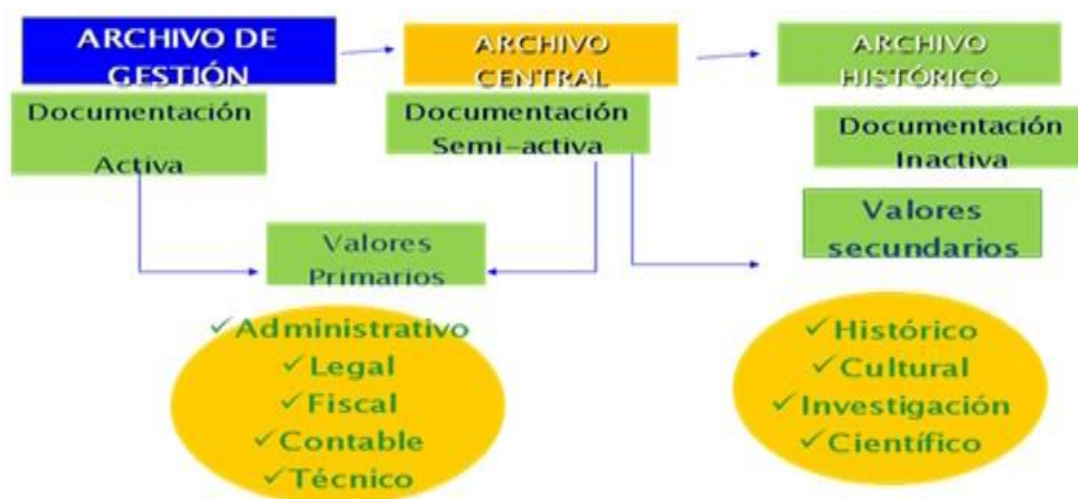 ARCHIVO DE
GESTIÓN
ARCHIVO
CENTRAL
ARCHIVO
HISTÓRICO
Documentación
Activa
Documentación
Semi-activa
Documentación
Inactiva
Valores
Primarios
Valores
secundarios
✓Administrativo
✓Legal
✓Fiscal
✓Contable
✓Técnico
✓Histórico
✓Cultural
✓Investigación
✓Científico